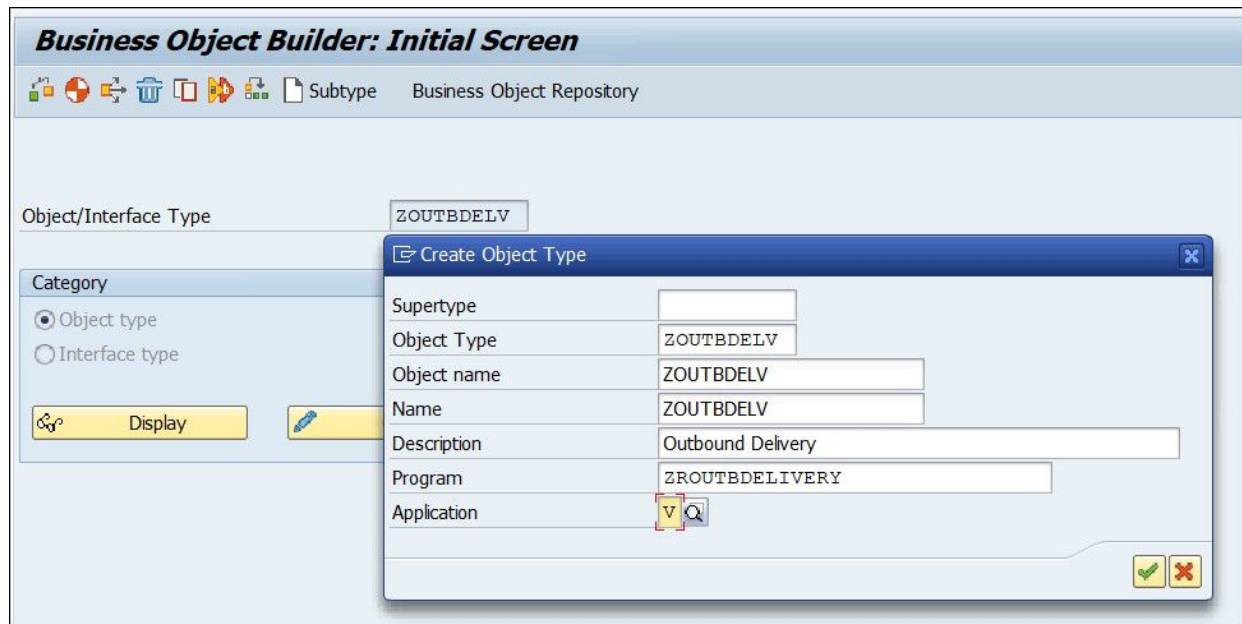 Business Object Builder: Initial Screen
Subtype Business Object Repository
Object/Interface Type ZOUTBDELV
Category
Object type
Interface type
Display
Create Object Type
Supertype
Object Type ZOUTBDELV
Object name ZOUTBDELV
Name ZOUTBDELV
Description Outbound Delivery
Program ZROUTBDELIVERY
Application V